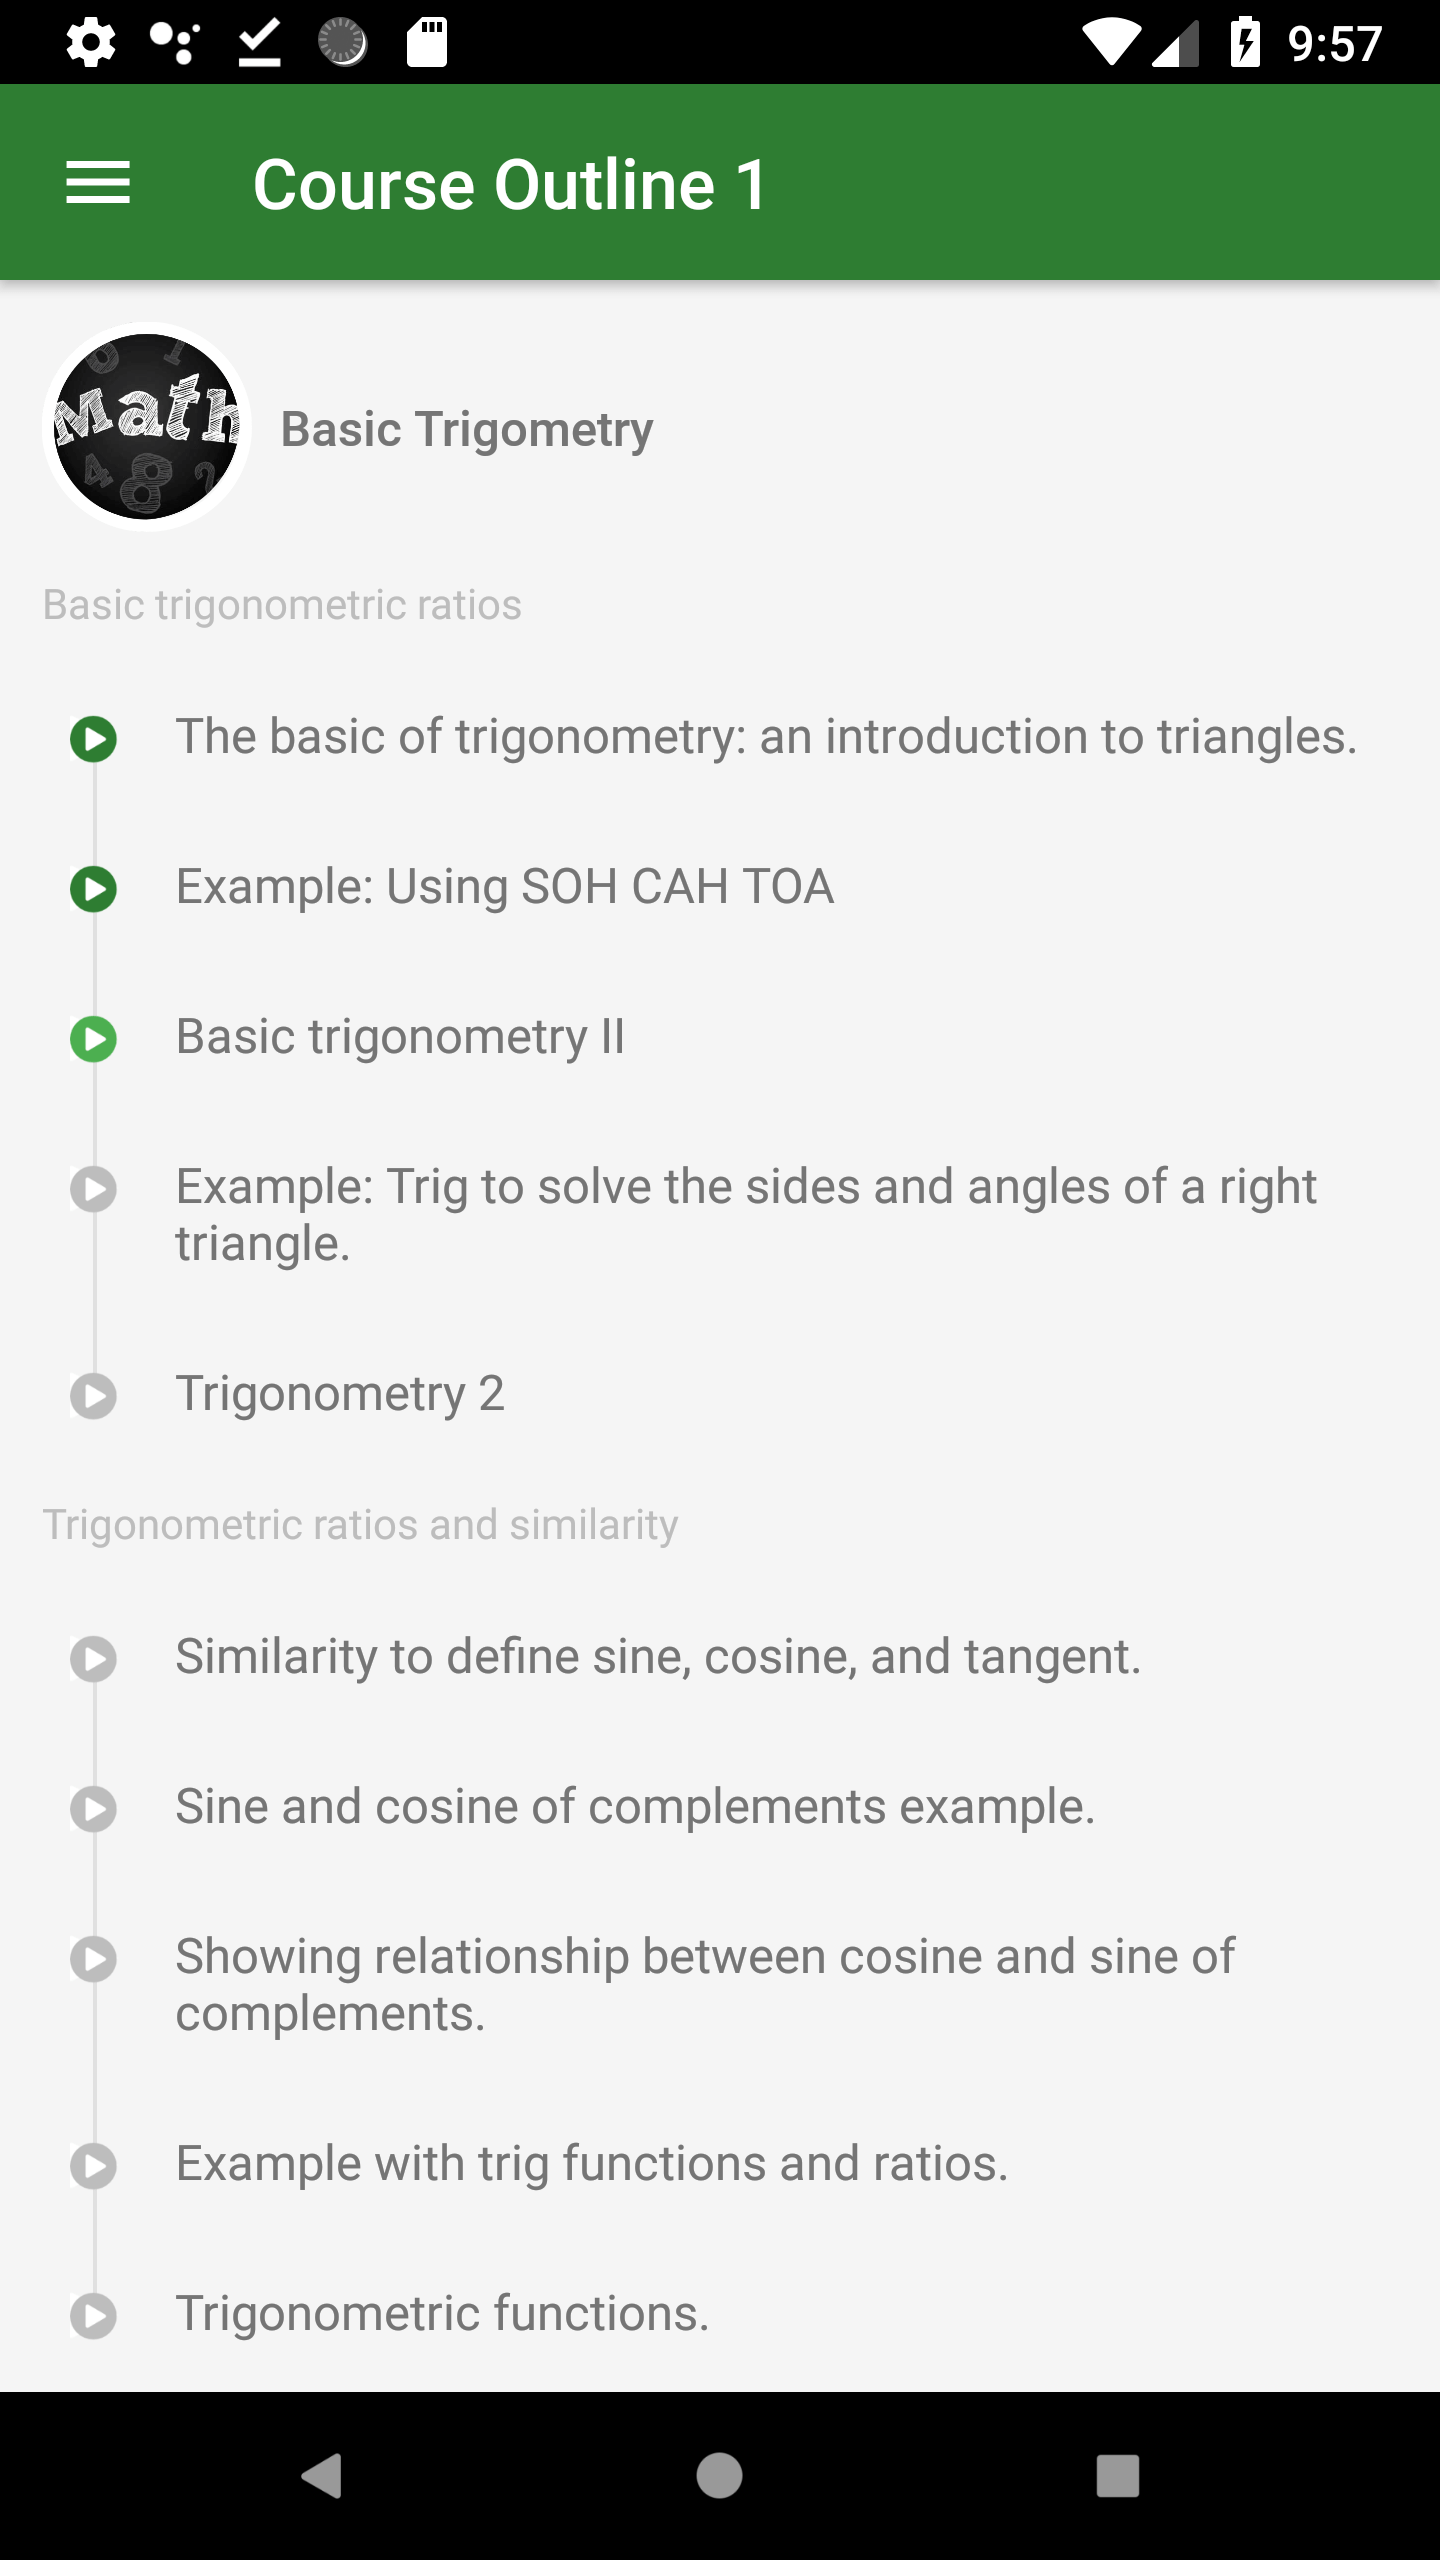 9:57
Course Outline 1
Math
Basic Trigometry
Basic trigonometric ratios
The basic of trigonometry: an introduction to triangles.
Example: Using SOH CAH TOA
Basic trigonometry II
Example: Trig to solve the sides and angles of a right
triangle.
Trigonometry 2
Trigonometric ratios and similarity
Similarity to define sine, cosine, and tangent.
Sine and cosine of complements example.
Showing relationship between cosine and sine of
complements.
Example with trig functions and ratios.
Trigonometric functions.